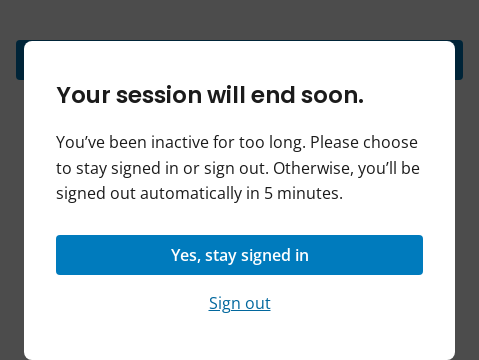 Your session will end soon.
You’ve been inactive for too long. Please choose
to stay signed in or sign out. Otherwise, you’ll be
signed out automatically in 5 minutes.
Yes, stay signed in
Sign out